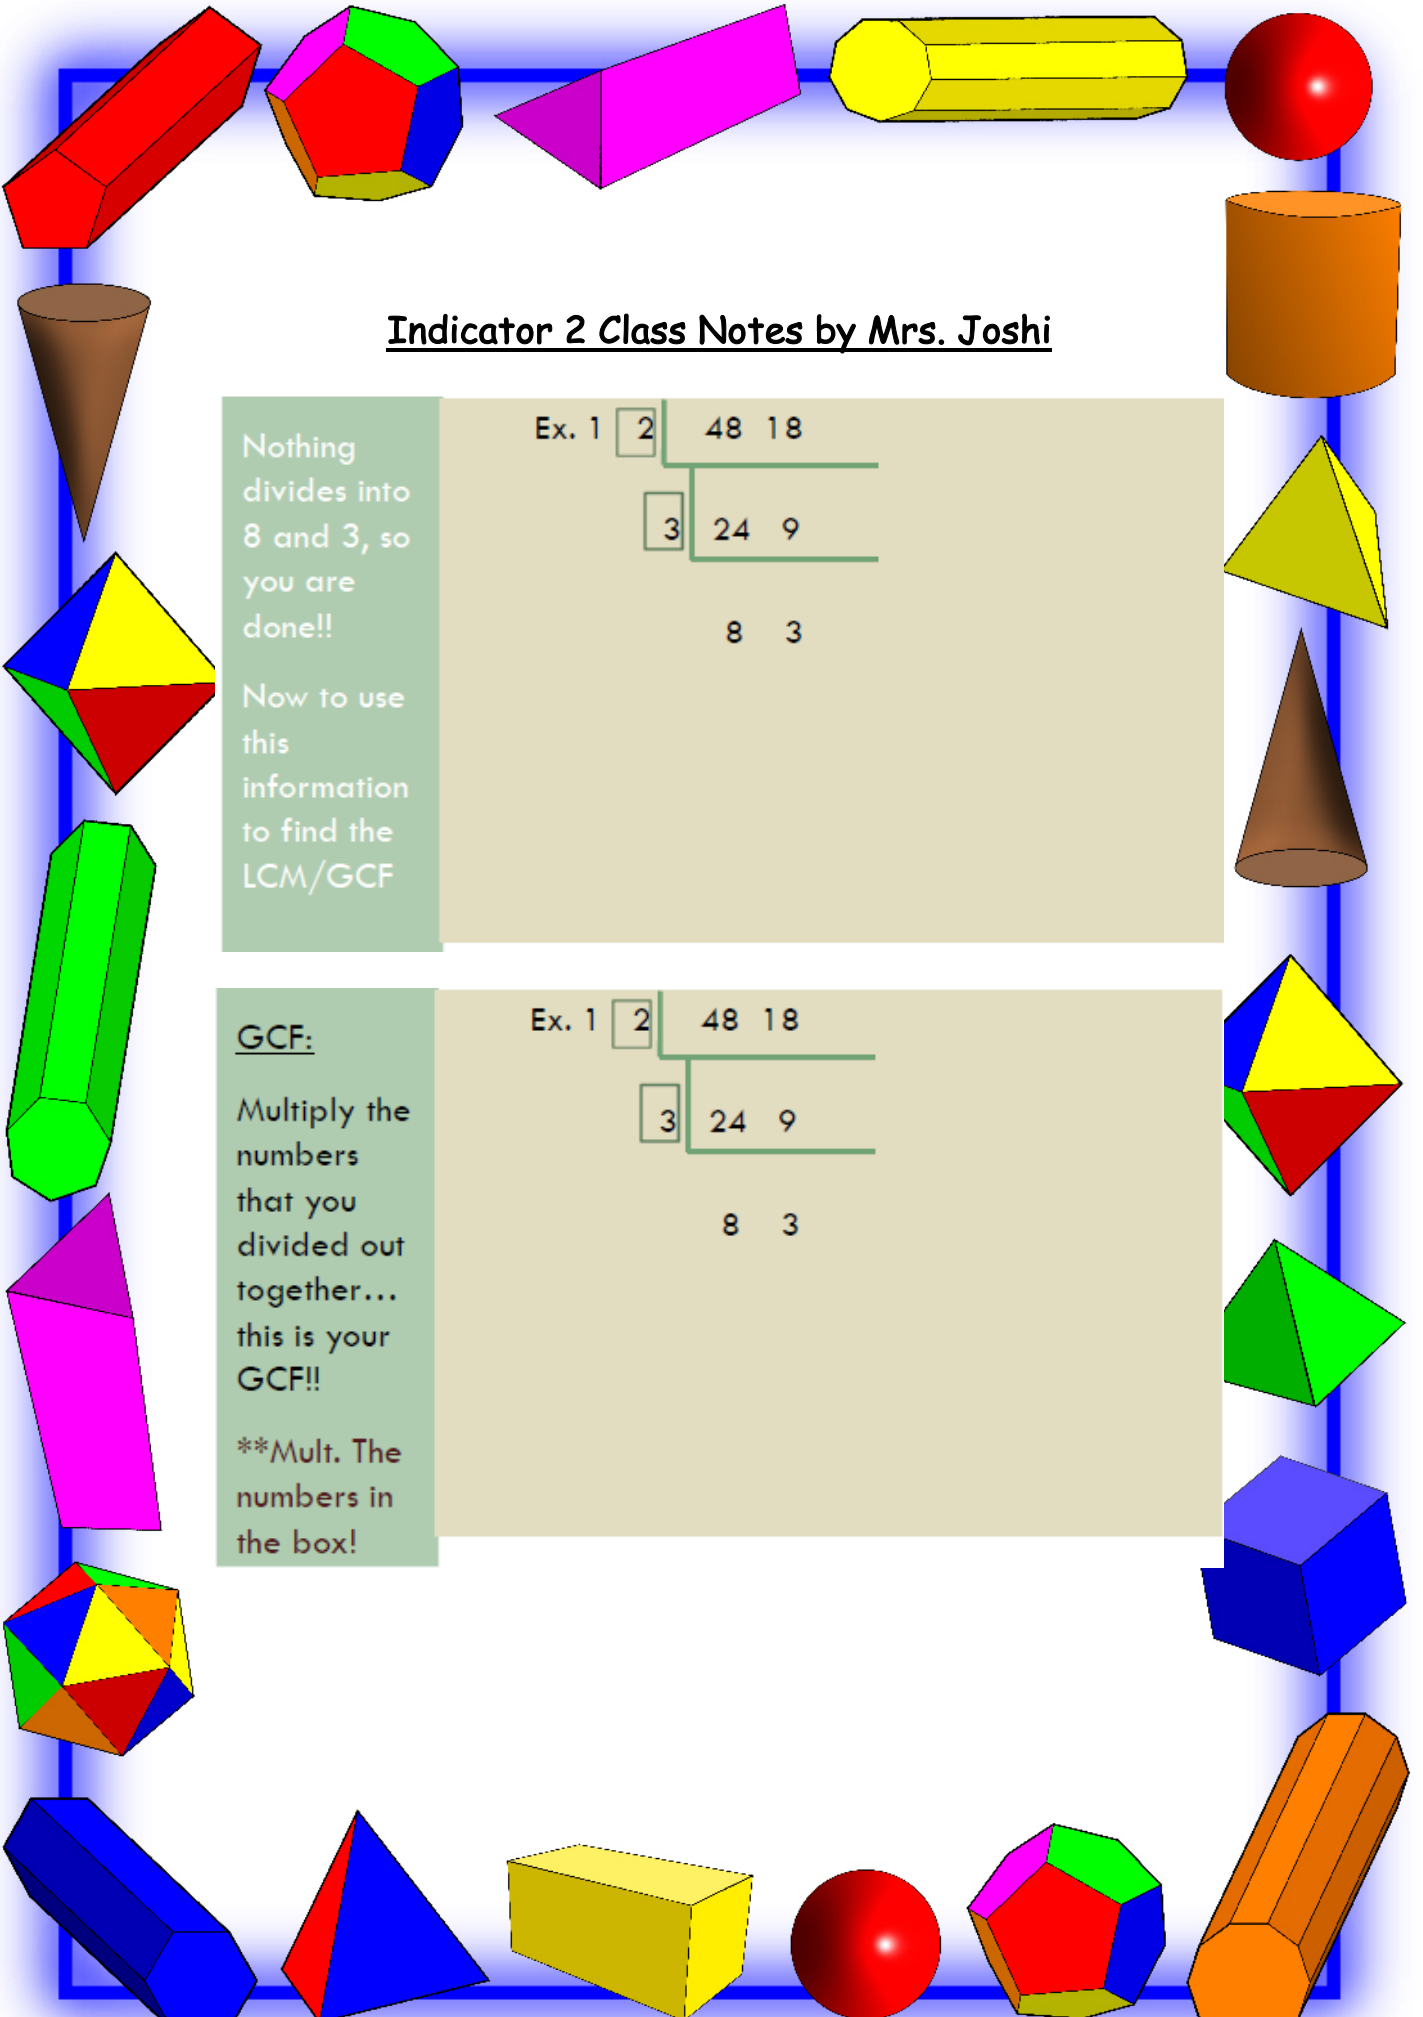 Indicator 2 Class Notes by Mrs. Joshi
Nothing
divides into
8 and 3, so
you are
done!!
Now to use
this
information
to find the
LCM/GCF
Ex. 1 2 48 18
3 24 9
8 3
GCF:
Multiply the
numbers
that you
divided out
together...
this is your
GCF!!
**Mult. The
numbers in
the box!
Ex. 1 2 48 18
3 24 9
8 3